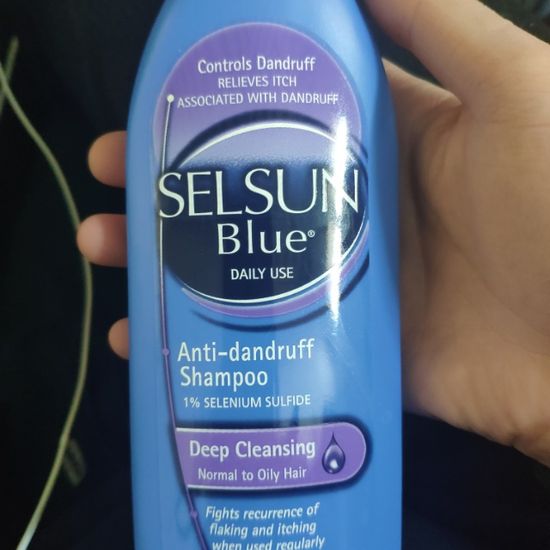 Controls Dandruff
RELIEVES ITCH
ASSOCIATED WITH DANDRUFF
SELSUN
Blue®
DAILY USE
Anti-dandruff
Shampoo
1% SELENIUM SULFIDE
Deep Cleansing
Normal to Oily Hair
Fights recurrence of
flaking and itching
when used regularly